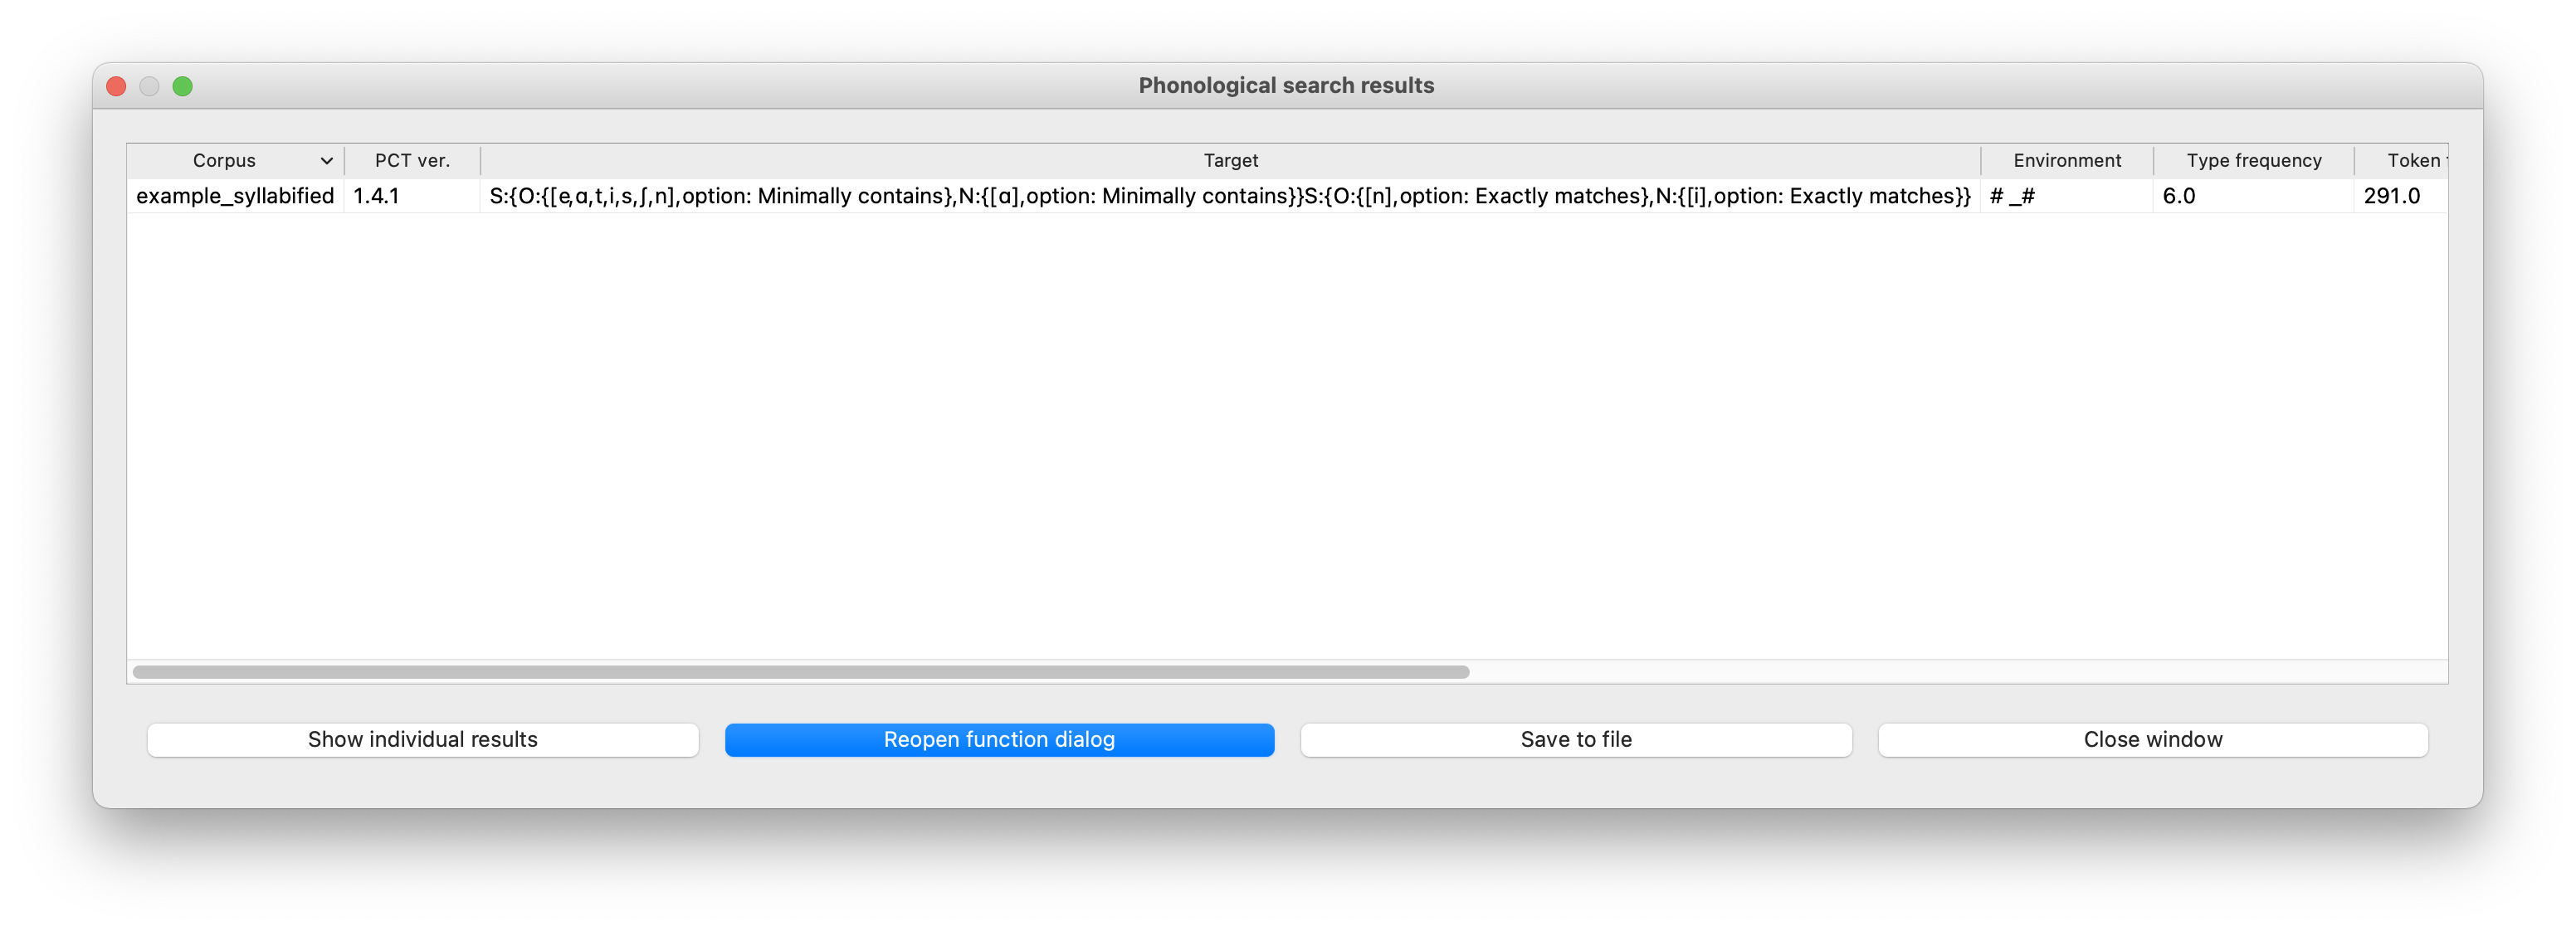 Phonological search results
Corpus PCT ver. Target Environment Type frequency Token
example_syllabified 1.4.1 S:{O:{[e,ɑ,t,i,s,ʃ,n],option: Minimally contains},N:{[ɑ],option: Minimally contains}}S:{O:{[n],option: Exactly matches},N:{[i],option: Exactly matches}} # _# 6.0 291.0
Show individual results Reopen function dialog Save to file Close window